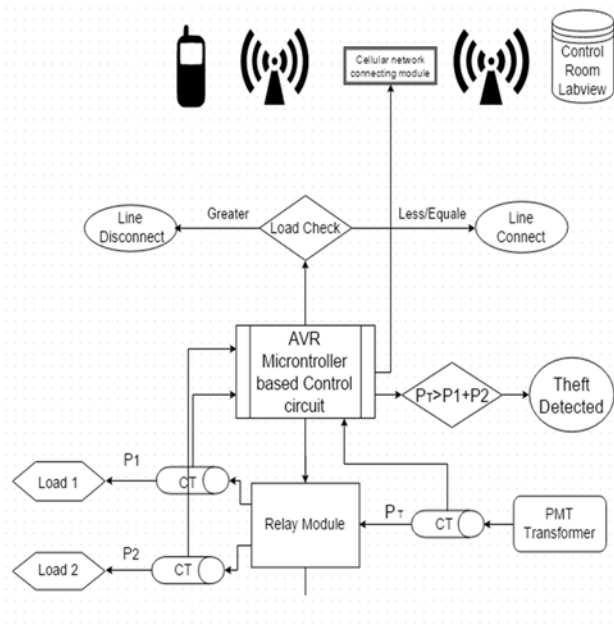 Cellular network
connecting module
Control
Room
Labview
Line
Disconnect
Greater
Load Check
Less/Equale
Line
Connect
AVR
Microntroller
based Control
circuit
PT>P1+P2
Theft
Detected
Load 1
P1
CT
Relay Module
PT
CT
PMT
Transformer
Load 2
P2
CT